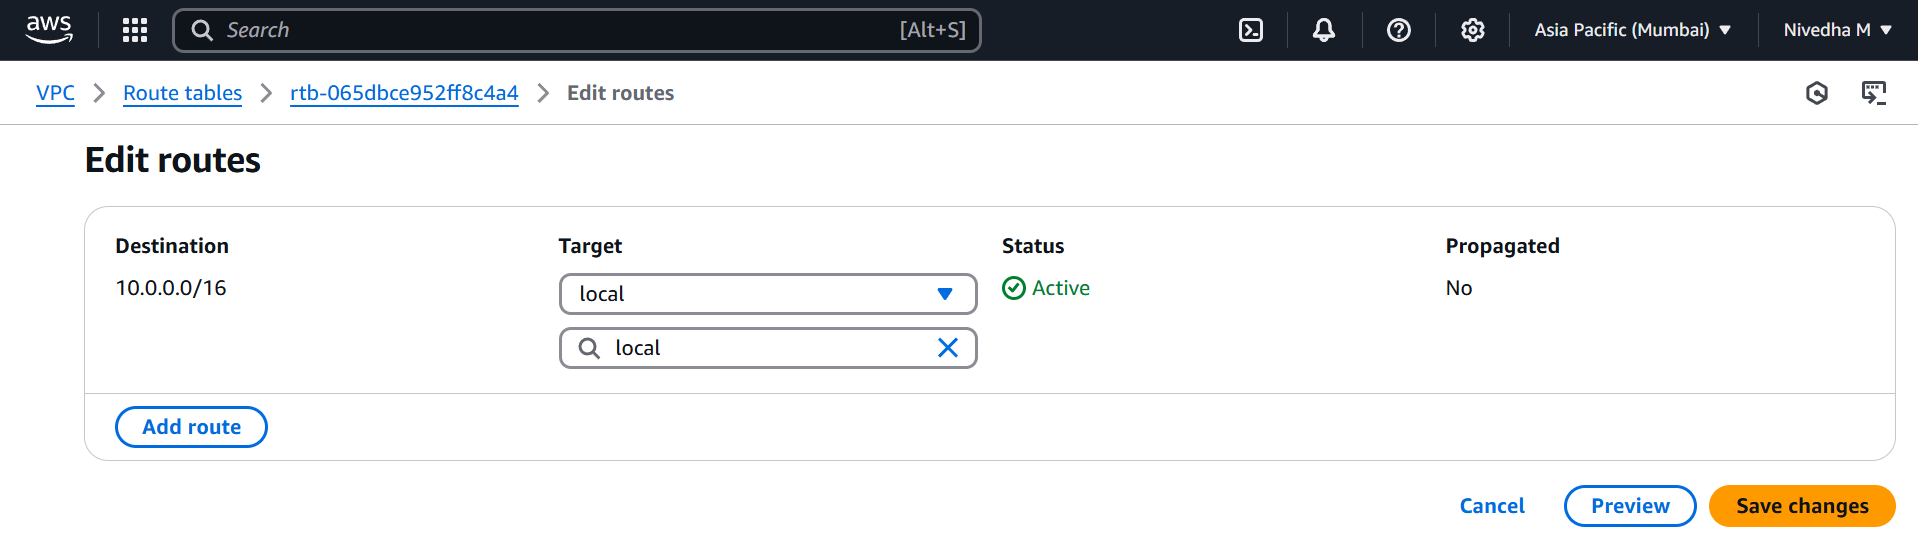 aws
Search [Alt+S]
Asia Pacific (Mumbai)
Nivedha M
VPC
Route tables
rtb-065dbce952ff8c4a4
Edit routes
Edit routes
Destination Target Status Propagated
10.0.0.0/16 local Active No
local
Add route
Cancel Preview Save changes